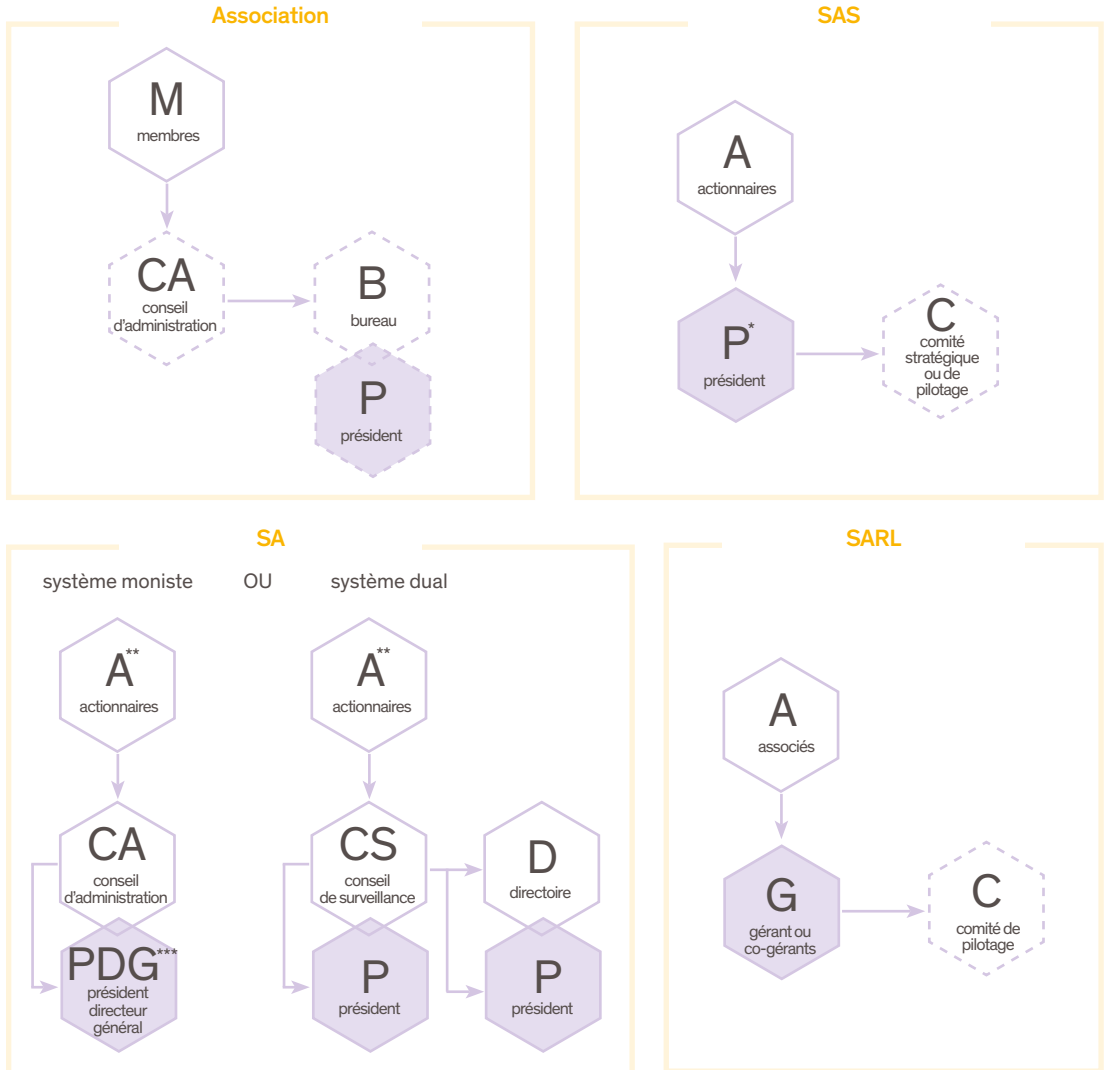 Association
M
membres
CA
conseil
d'administration
B
bureau
P
président
SAS
A
actionnaires
P*
président
C
comité
stratégique
ou de
pilotage
SA
système moniste
OU
système dual
A**
actionnaires
CA
conseil
d'administration
PDG***
président
directeur
général
A**
actionnaires
CS
conseil
de surveillance
D
directoire
P
président
P
président
SARL
A
associés
G
gérant ou
co-gérants
C
comité de
pilotage